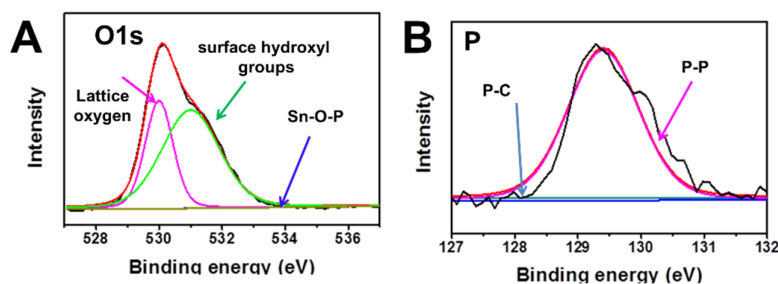 A
O1s
surface hydroxyl
groups
Lattice
oxygen
Sn-O-P
Intensity
528 530 532 534 536
Binding energy (eV)
B
P
P-C
P-P
Intensity
127 128 129 130 131 132
Binding energy (eV)